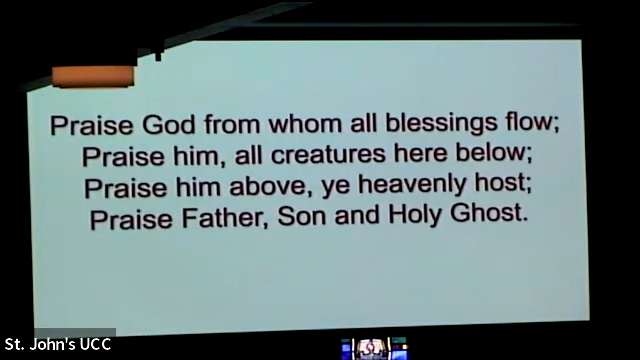 Praise God from whom all blessings flow;
Praise him, all creatures here below;
Praise him above, ye heavenly host;
Praise Father, Son and Holy Ghost.
St. John's UCC